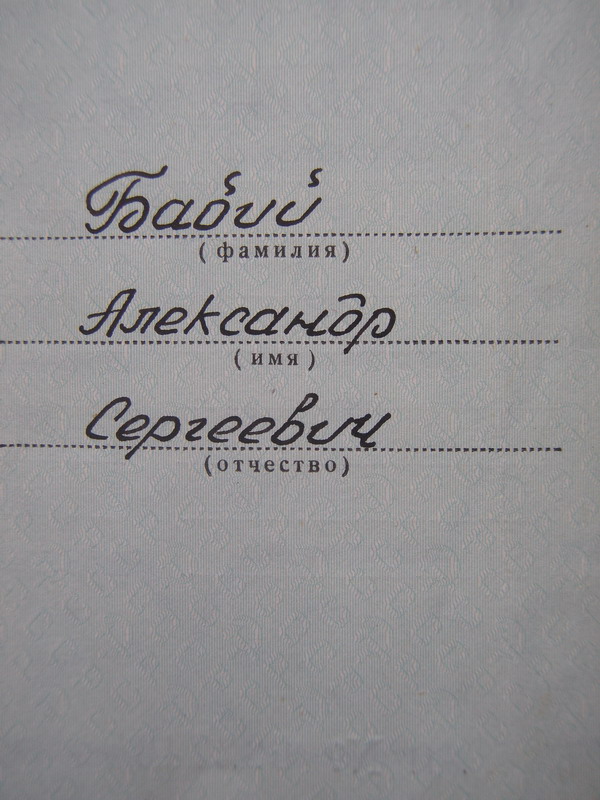 Бабий
(фамилия)
Александр
(имя)
Сергеевич
(отчество)